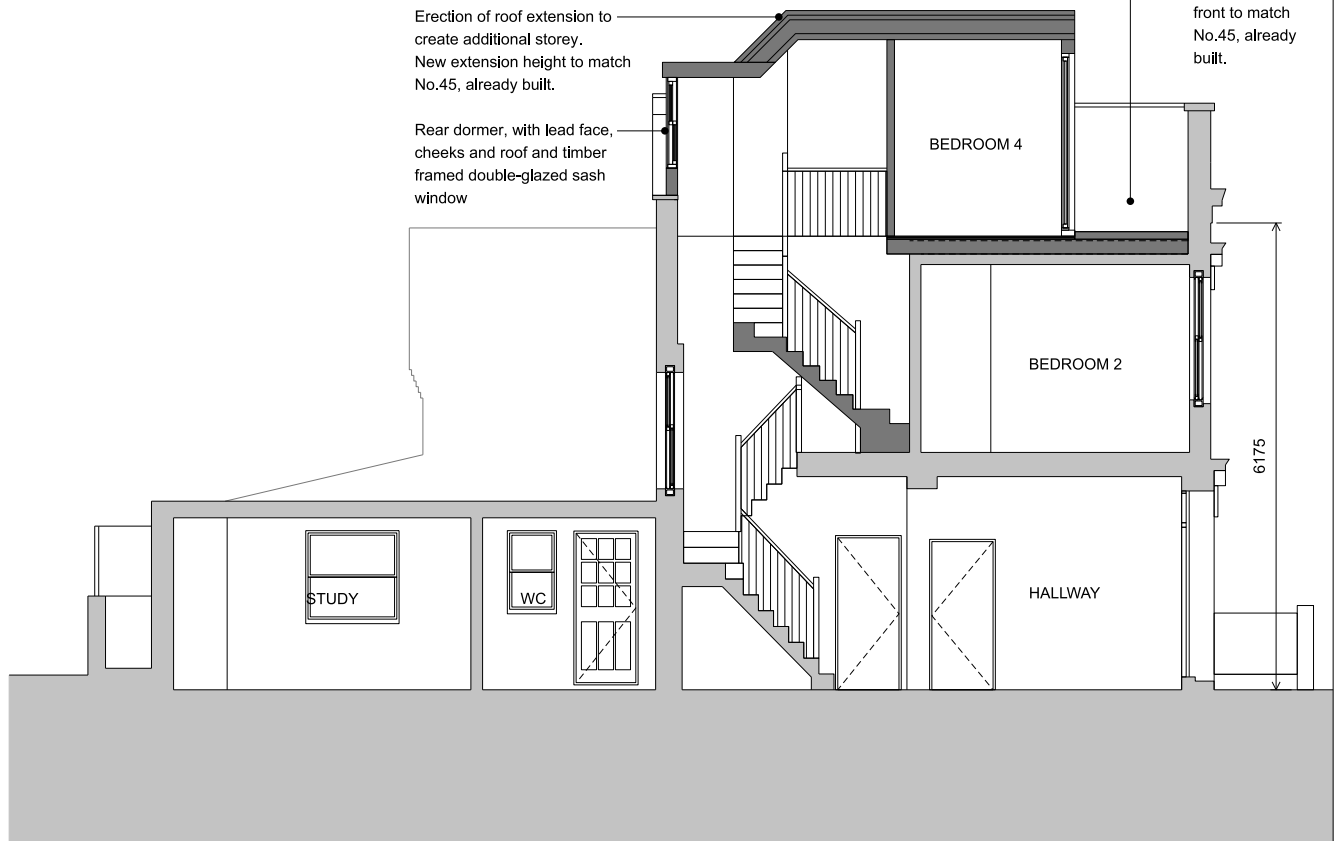 Erection of roof extension to
create additional storey.
New extension height to match
No.45, already built.
Rear dormer, with lead face,
cheeks and roof and timber
framed double-glazed sash
window
front to match
No.45, already
built.
BEDROOM 4
BEDROOM 2
6175
STUDY
WC
HALLWAY